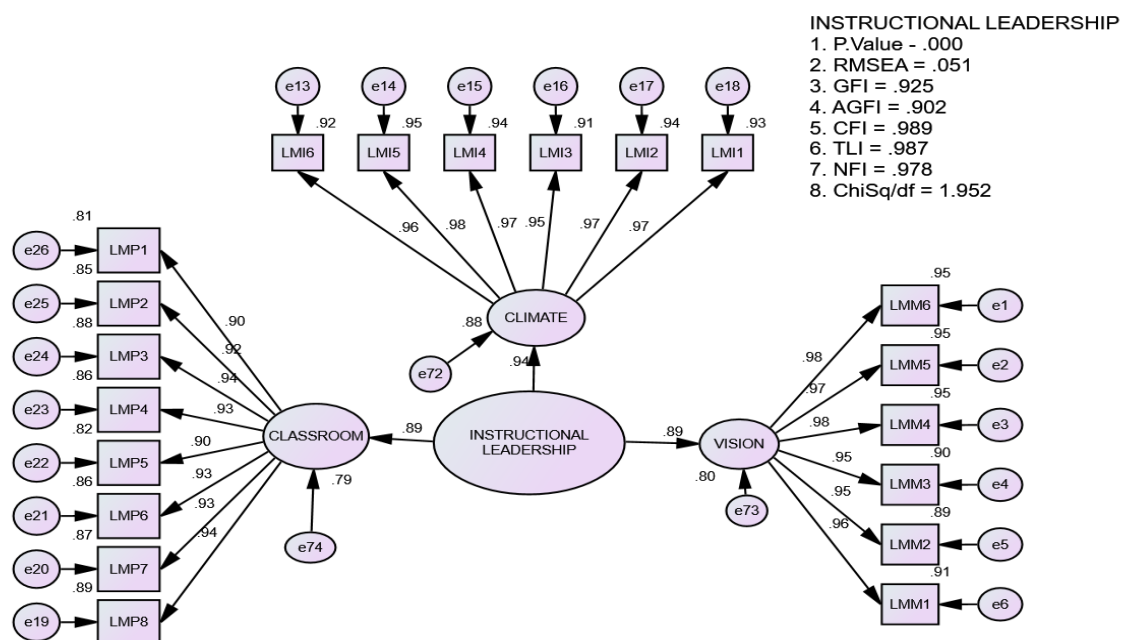 INSTRUCTIONAL LEADERSHIP
1. P.Value - .000
2. RMSEA = .051
3. GFI = .925
4. AGFI = .902
5. CFI = .989
6. TLI = .987
7. NFI = .978
8. ChiSq/df = 1.952
e13 e14 e15 e16 e17 e18
.92 .95 .94 .91 .94 .93
LMI6 LMI5 LMI4 LMI3 LMI2 LMI1
.96 .98 .97 .95 .97 .97
CLIMATE
.88
e72
.94
INSTRUCTIONAL
LEADERSHIP
.89
CLASSROOM
.79
e74
.81
e26 LMP1
.85
e25 LMP2
.88
e24 LMP3
.86
e23 LMP4
.82
e22 LMP5
.86
e21 LMP6
.87
e20 LMP7
.89
e19 LMP8
.90
.92
.94
.93
.90
.93
.93
.94
.89
VISION
.80
e73
.98
.97
.98
.95
.95
.96
.95
LMM6 e1
.95
LMM5 e2
.95
LMM4 e3
.90
LMM3 e4
.89
LMM2 e5
.91
LMM1 e6